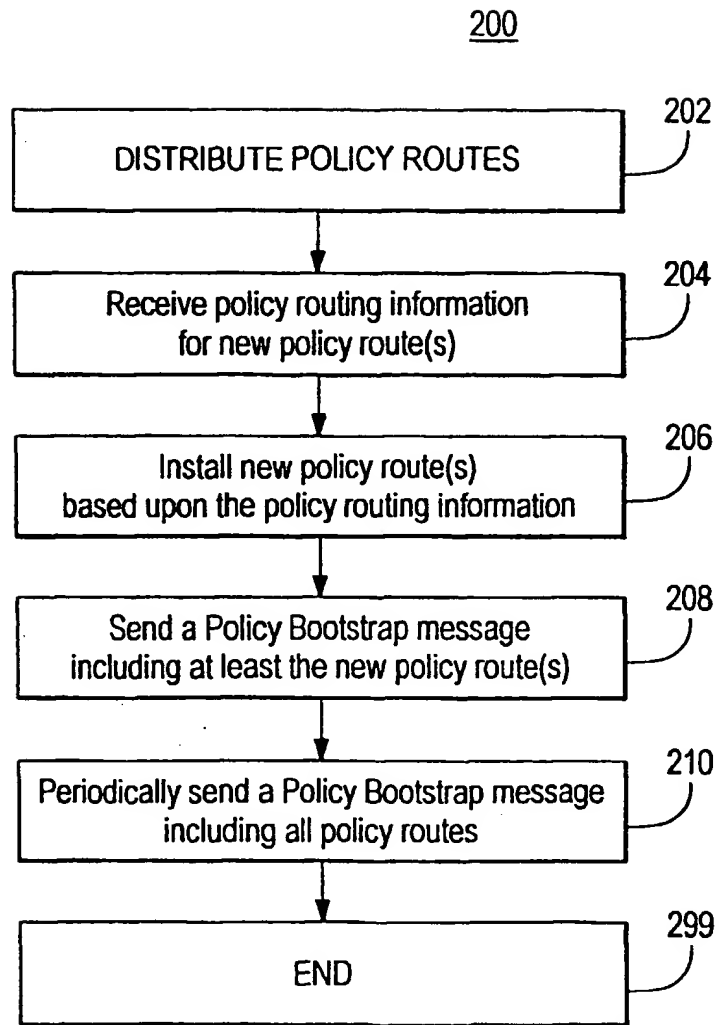 200
202
DISTRIBUTE POLICY ROUTES
204
Receive policy routing information
for new policy route(s)
206
Install new policy route(s)
based upon the policy routing information
208
Send a Policy Bootstrap message
including at least the new policy route(s)
210
Periodically send a Policy Bootstrap message
including all policy routes
299
END